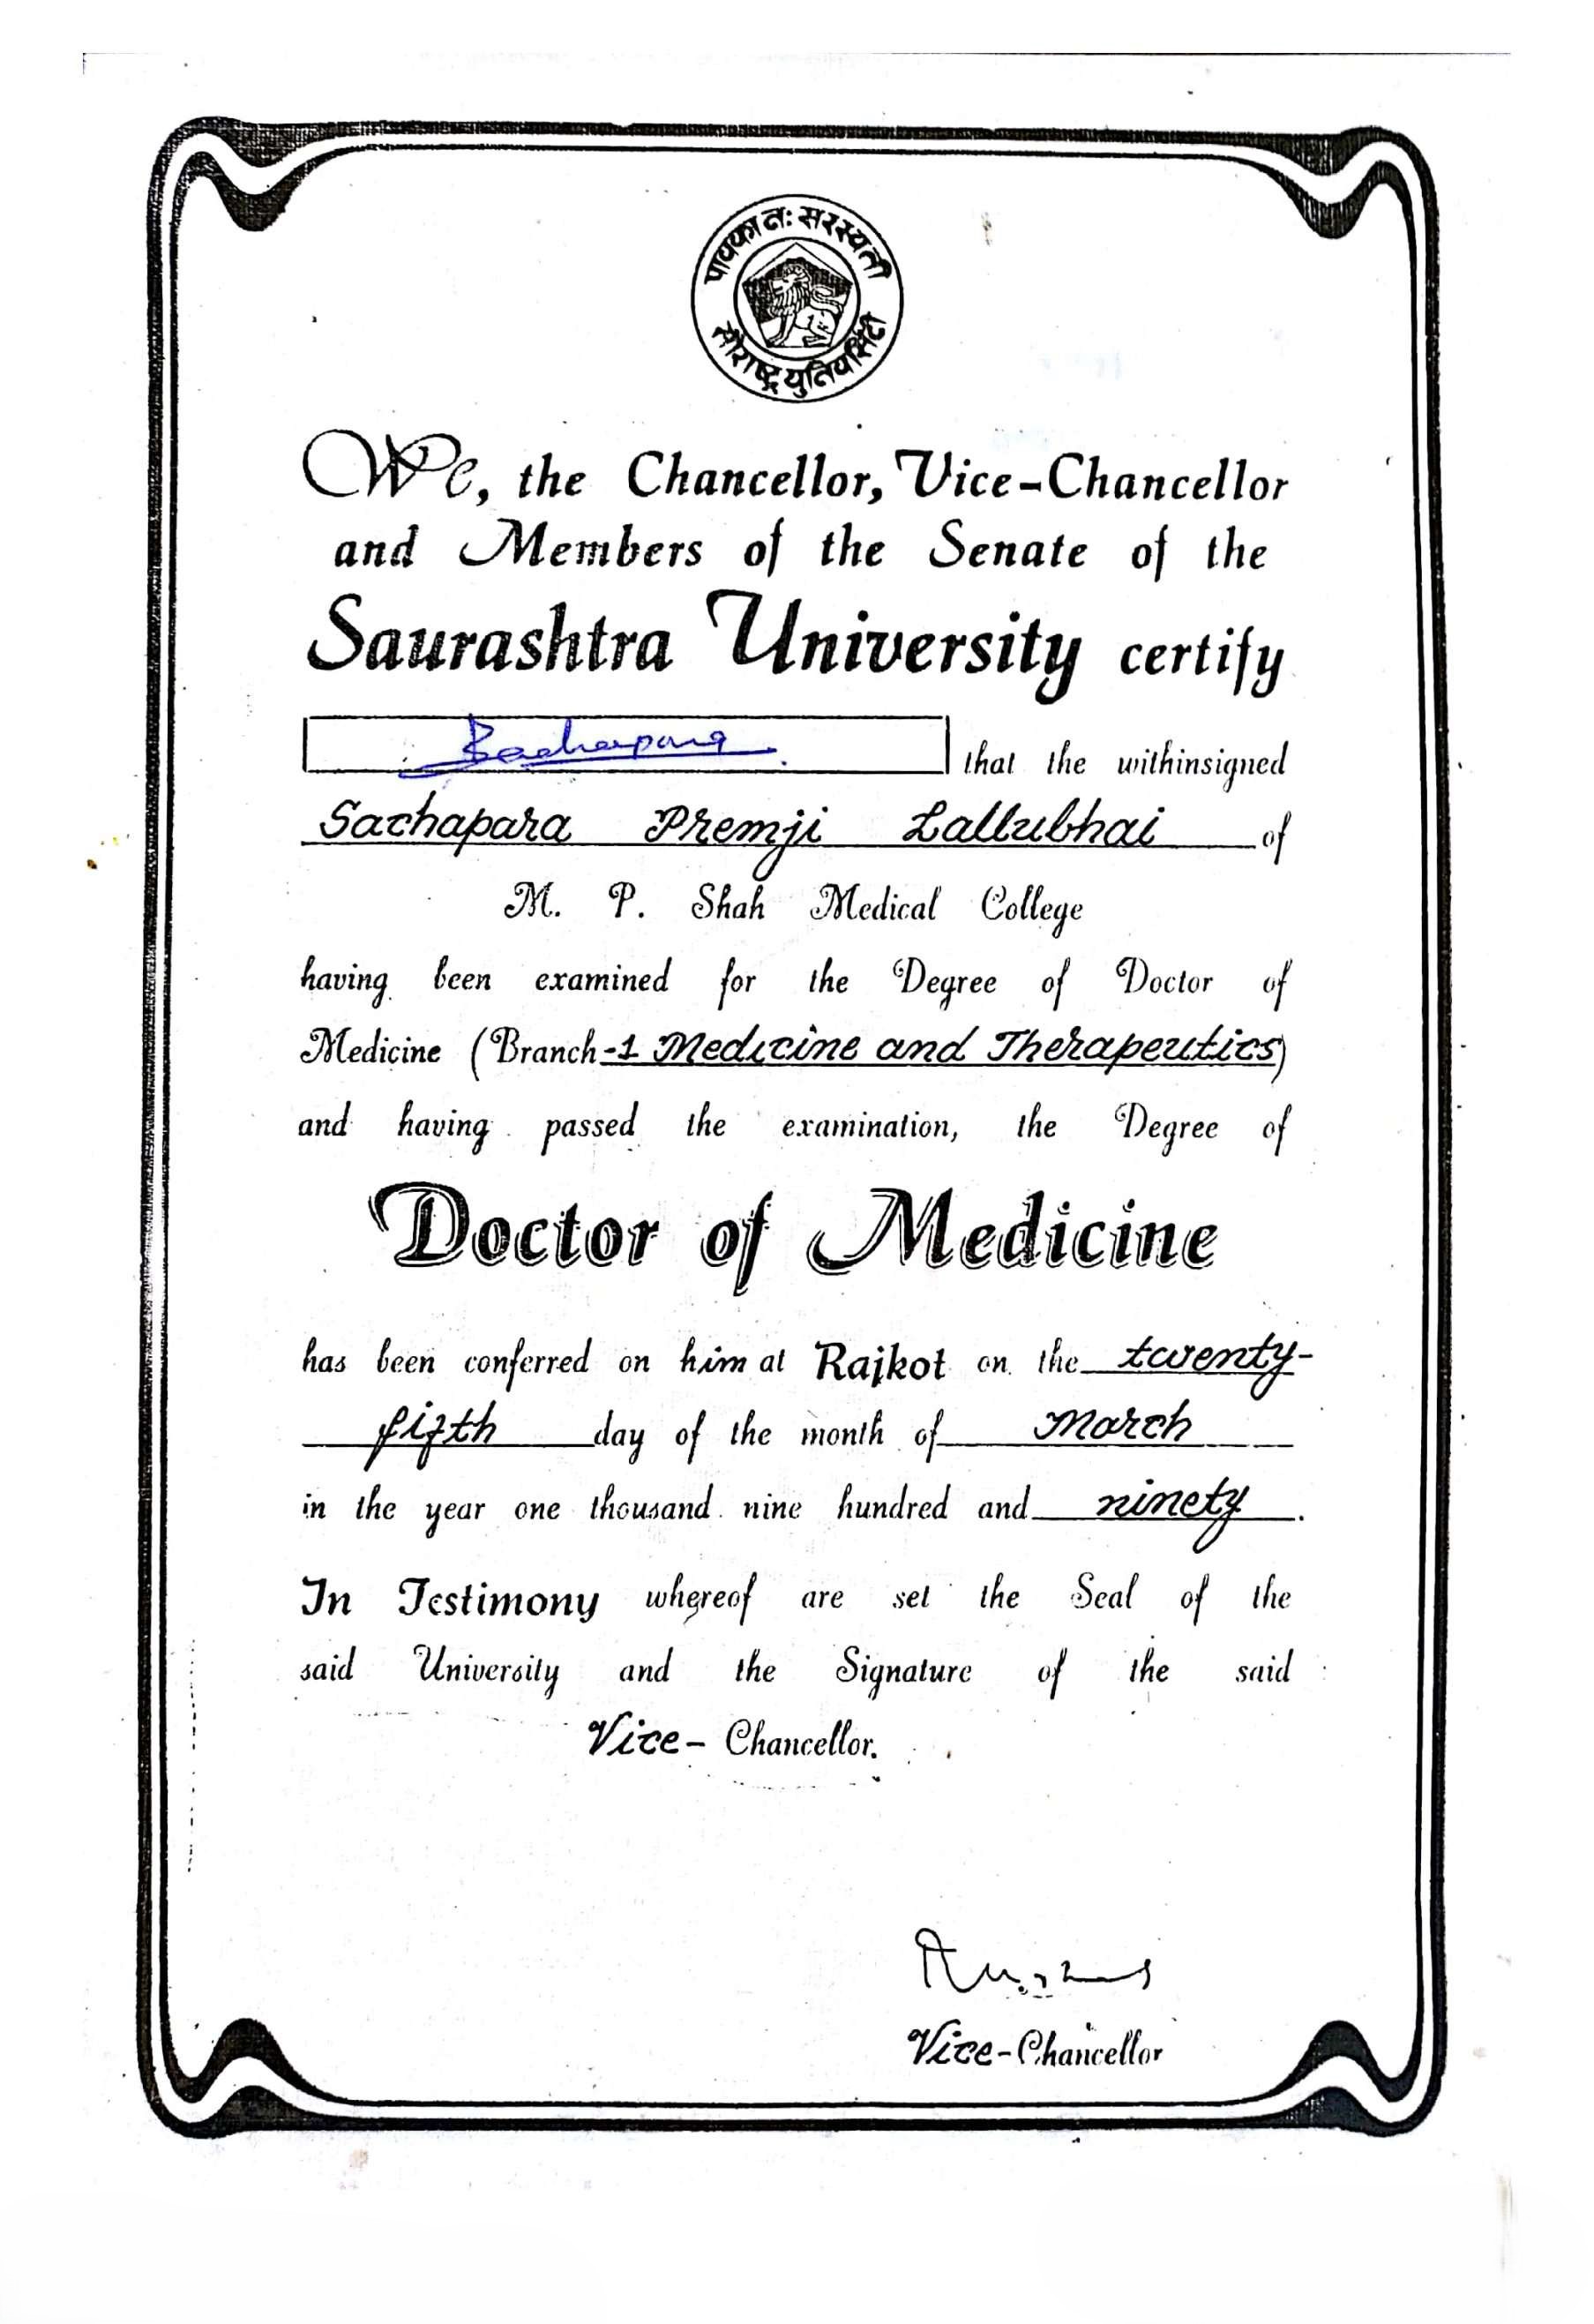 पावका नः सरस्वती
सौराष्ट्र युनिवर्सिटी
We, the Chancellor, Vice-Chancellor
and Members of the Senate of the
Saurashtra University certify
that the withinsigned
Sachapara Premji Lallubhai of
M. P. Shah Medical College
having been examined for the Degree of Doctor of
Medicine (Branch-1 Medicine and Therapeutics)
and having passed the examination, the Degree of
Doctor of Medicine
has been conferred on him at Rajkot on the twenty-
fifth day of the month of March
in the year one thousand nine hundred and ninety.
In Testimony whereof are set the Seal of the
said University and the Signature of the said
Vice-Chancellor.
Vice-Chancellor